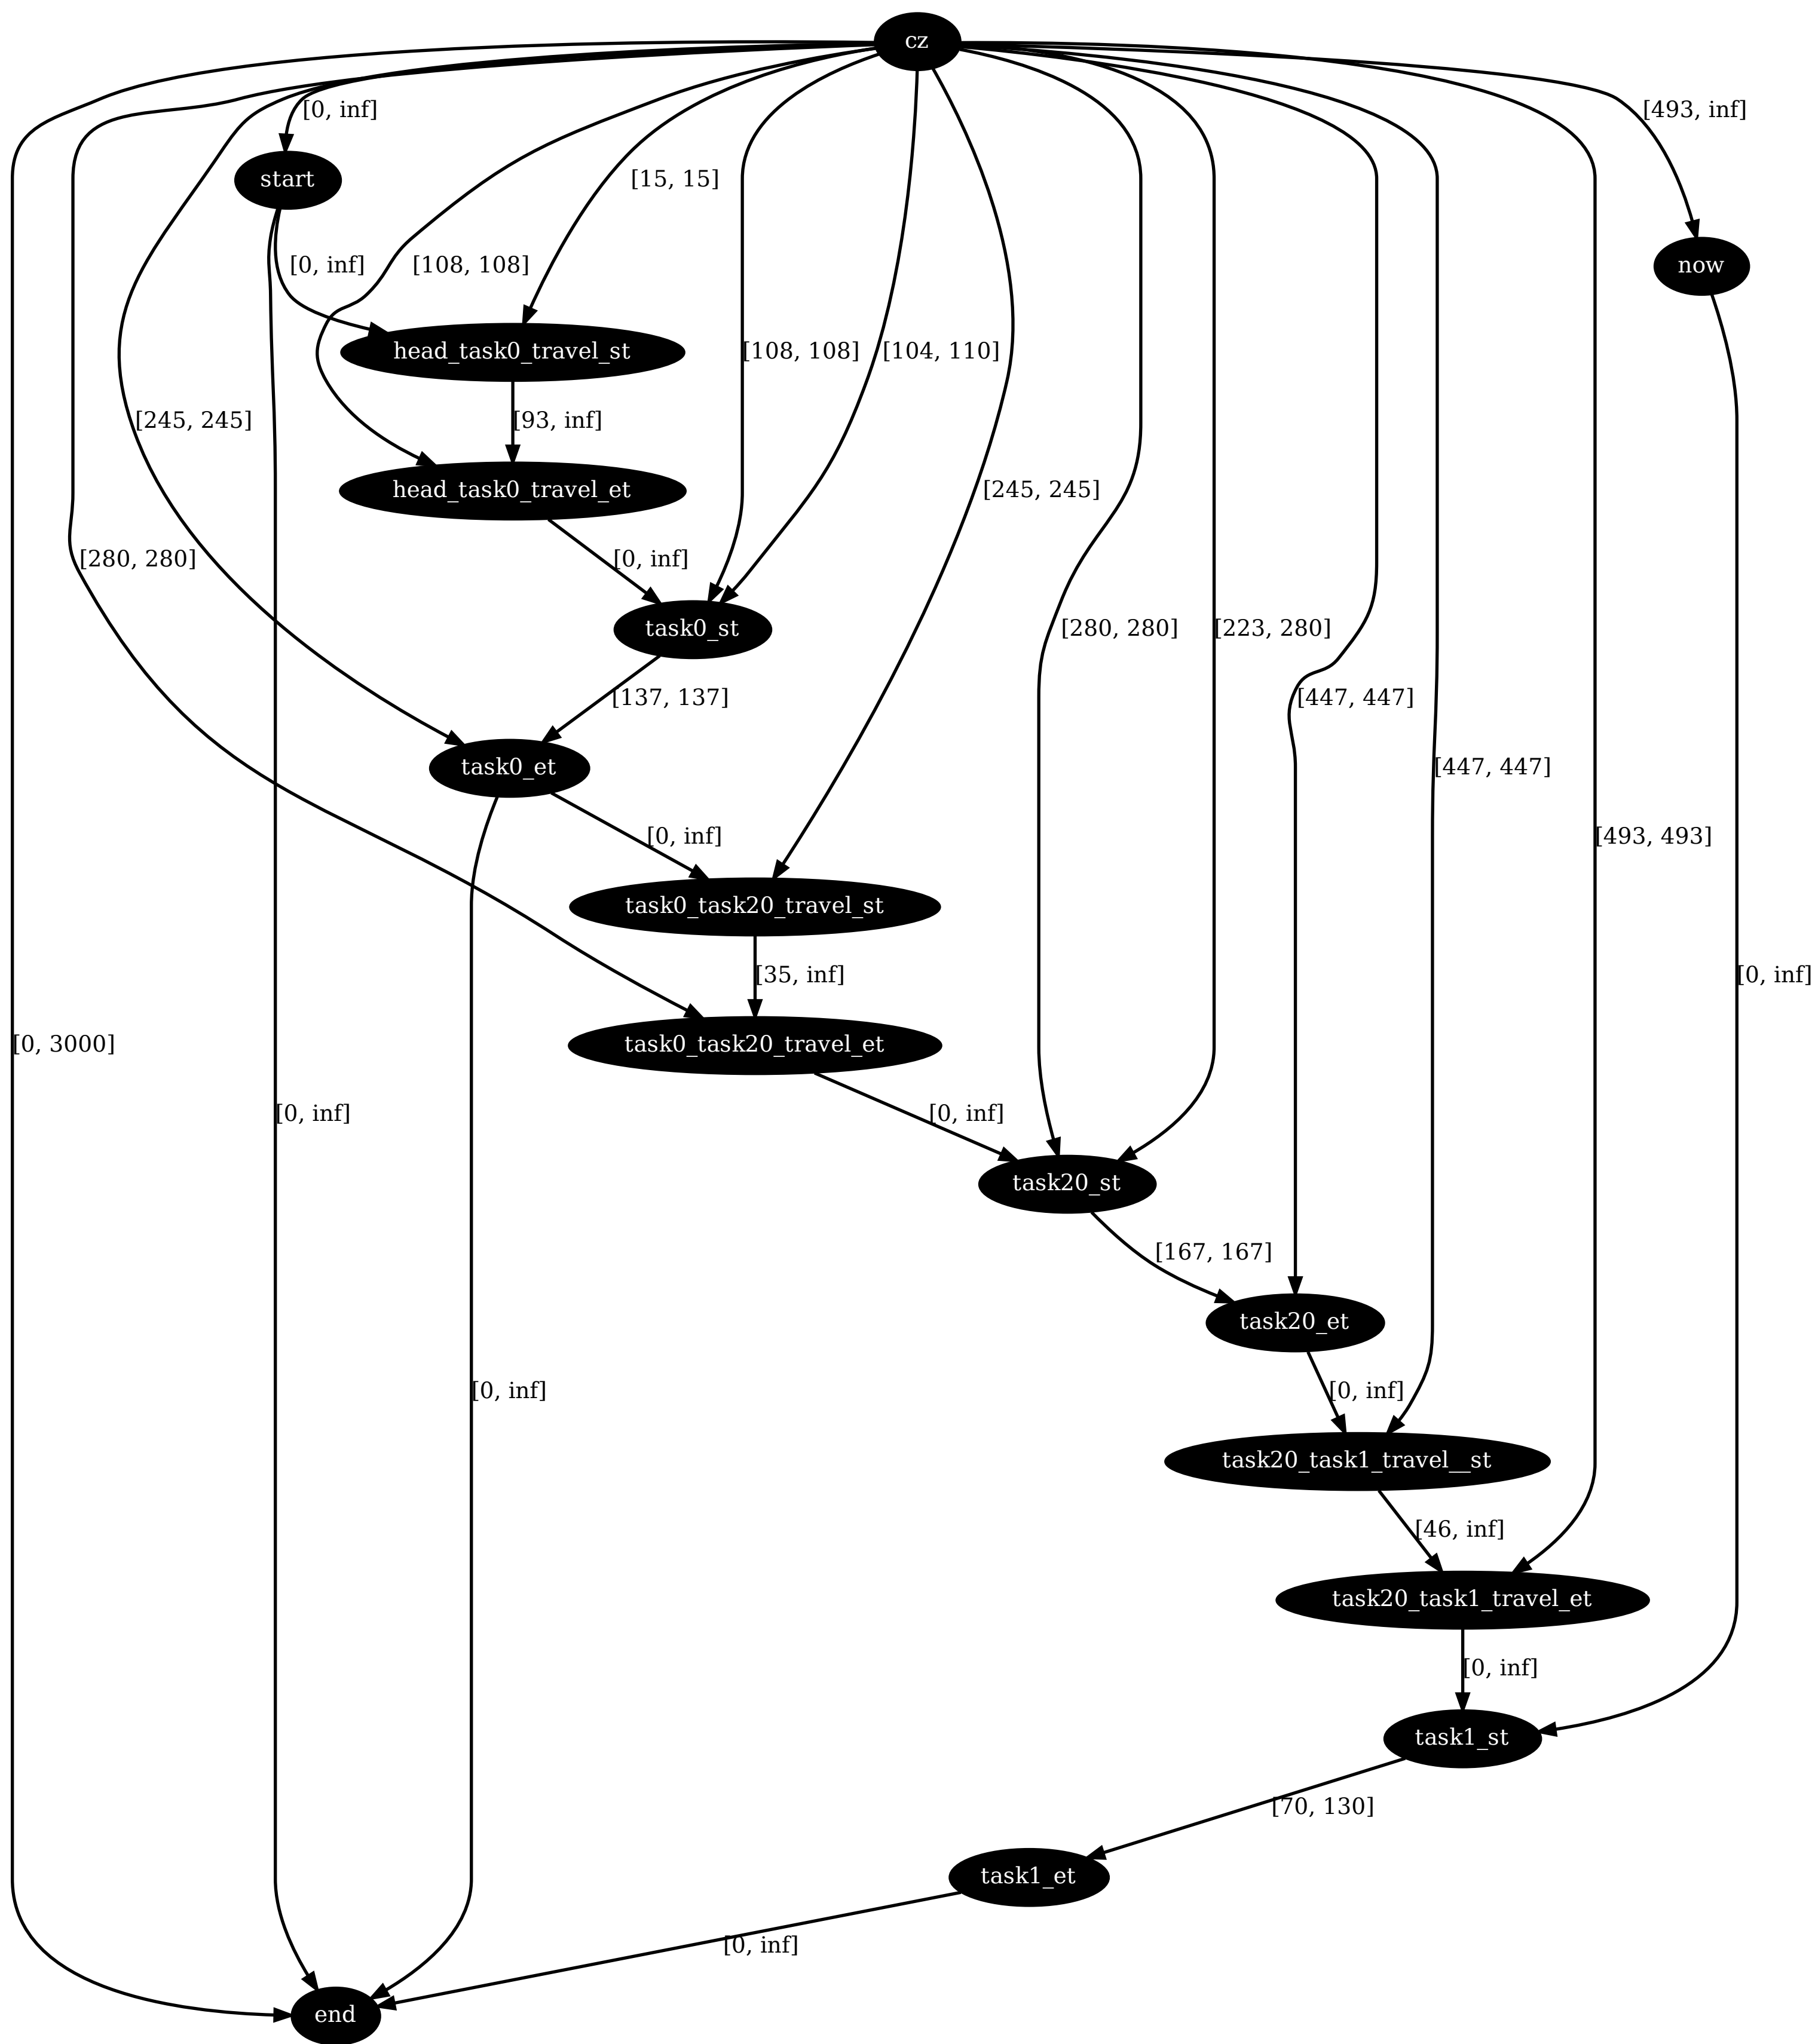 cz
[0, inf]
start
[15, 15]
[493, inf]
[0, inf]
[108, 108]
now
head_task0_travel_st
[108, 108]
[104, 110]
[245, 245]
[93, inf]
head_task0_travel_et
[245, 245]
[280, 280]
[0, inf]
task0_st
[280, 280]
[223, 280]
[137, 137]
[447, 447]
task0_et
[447, 447]
[0, inf]
[493, 493]
task0_task20_travel_st
[35, inf]
[0, inf]
[0, 3000]
task0_task20_travel_et
[0, inf]
[0, inf]
task20_st
[167, 167]
task20_et
[0, inf]
[0, inf]
task20_task1_travel__st
[46, inf]
task20_task1_travel_et
[0, inf]
task1_st
[70, 130]
task1_et
[0, inf]
end